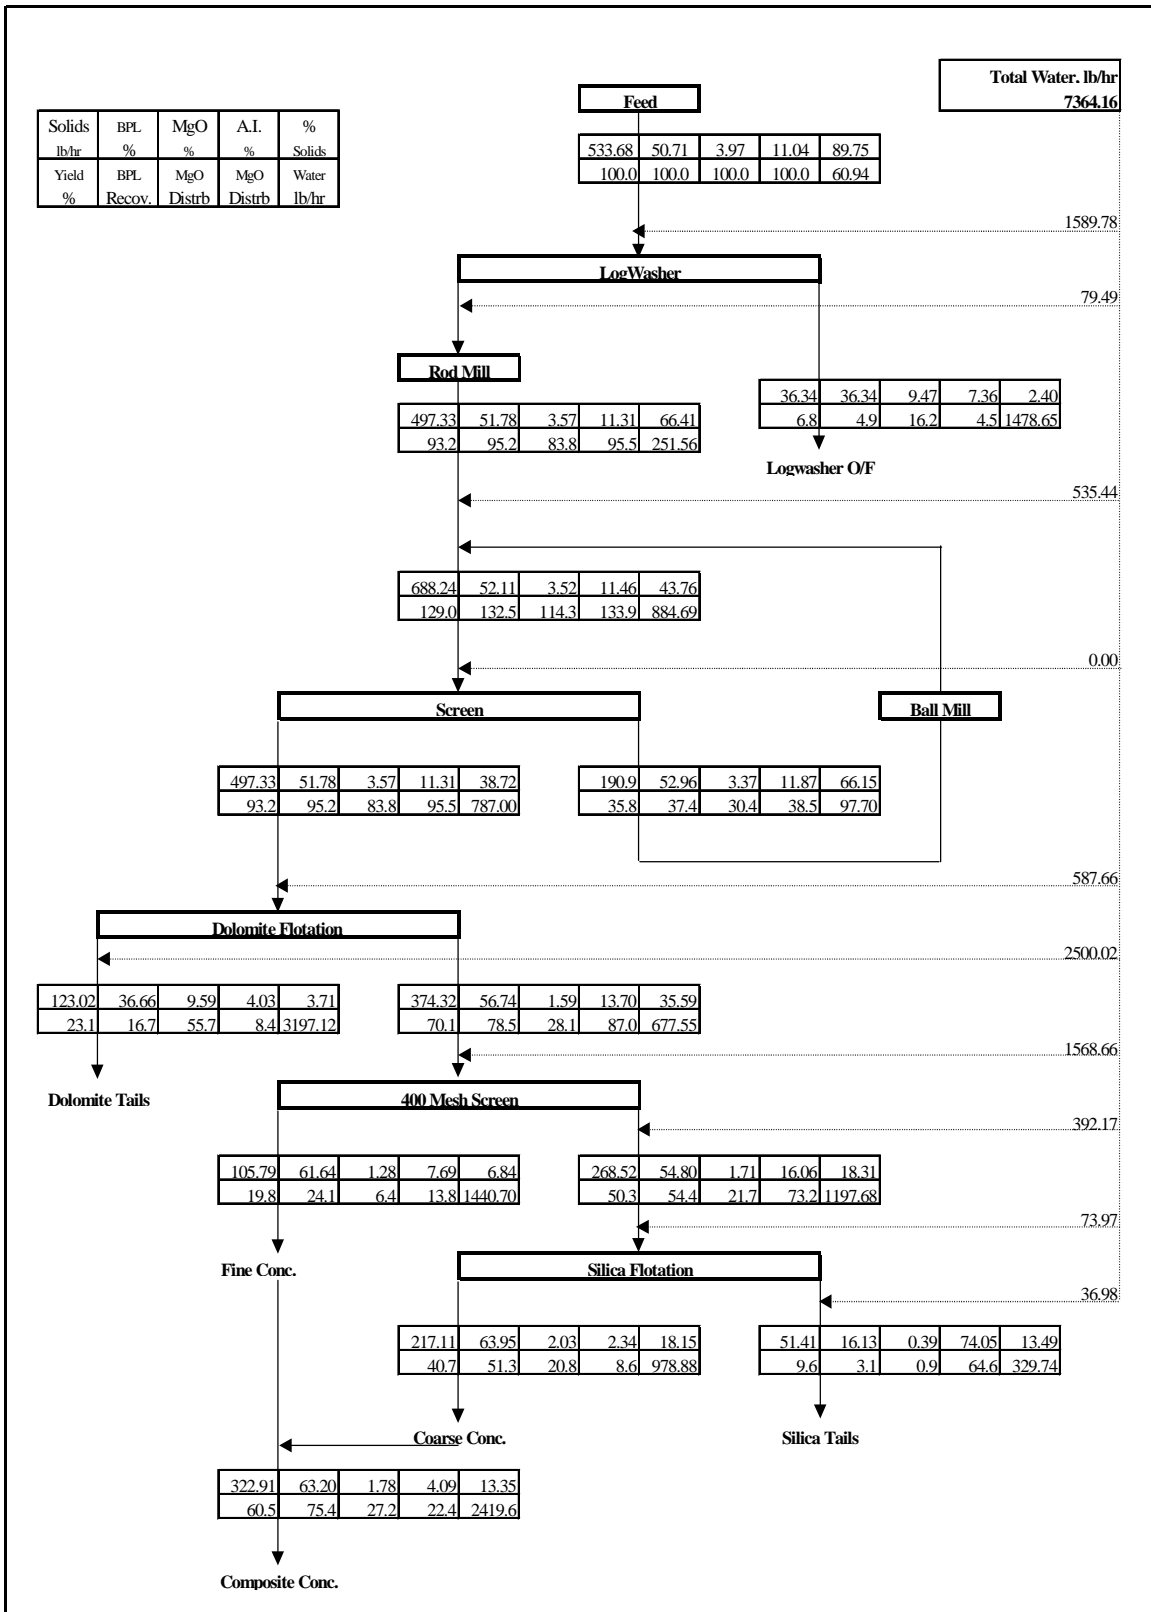 Total Water. lb/hr
7364.16
Feed
Solids BPL MgO A.I. %
lb/hr % % % Solids
Yield BPL MgO MgO Water
% Recov. Distrb Distrb lb/hr
533.68 50.71 3.97 11.04 89.75
100.0 100.0 100.0 100.0 60.94
1589.78
LogWasher
79.49
Rod Mill
497.33 51.78 3.57 11.31 66.41
93.2 95.2 83.8 95.5 251.56
36.34 36.34 9.47 7.36 2.40
6.8 4.9 16.2 4.5 1478.65
Logwasher O/F
535.44
688.24 52.11 3.52 11.46 43.76
129.0 132.5 114.3 133.9 884.69
0.00
Screen
Ball Mill
497.33 51.78 3.57 11.31 38.72
93.2 95.2 83.8 95.5 787.00
190.9 52.96 3.37 11.87 66.15
35.8 37.4 30.4 38.5 97.70
587.66
Dolomite Flotation
2500.02
123.02 36.66 9.59 4.03 3.71
23.1 16.7 55.7 8.4 3197.12
374.32 56.74 1.59 13.70 35.59
70.1 78.5 28.1 87.0 677.55
1568.66
Dolomite Tails
400 Mesh Screen
392.17
105.79 61.64 1.28 7.69 6.84
19.8 24.1 6.4 13.8 1440.70
268.52 54.80 1.71 16.06 18.31
50.3 54.4 21.7 73.2 1197.68
73.97
Fine Conc.
Silica Flotation
36.98
217.11 63.95 2.03 2.34 18.15
40.7 51.3 20.8 8.6 978.88
51.41 16.13 0.39 74.05 13.49
9.6 3.1 0.9 64.6 329.74
Coarse Conc.
Silica Tails
322.91 63.20 1.78 4.09 13.35
60.5 75.4 27.2 22.4 2419.6
Composite Conc.